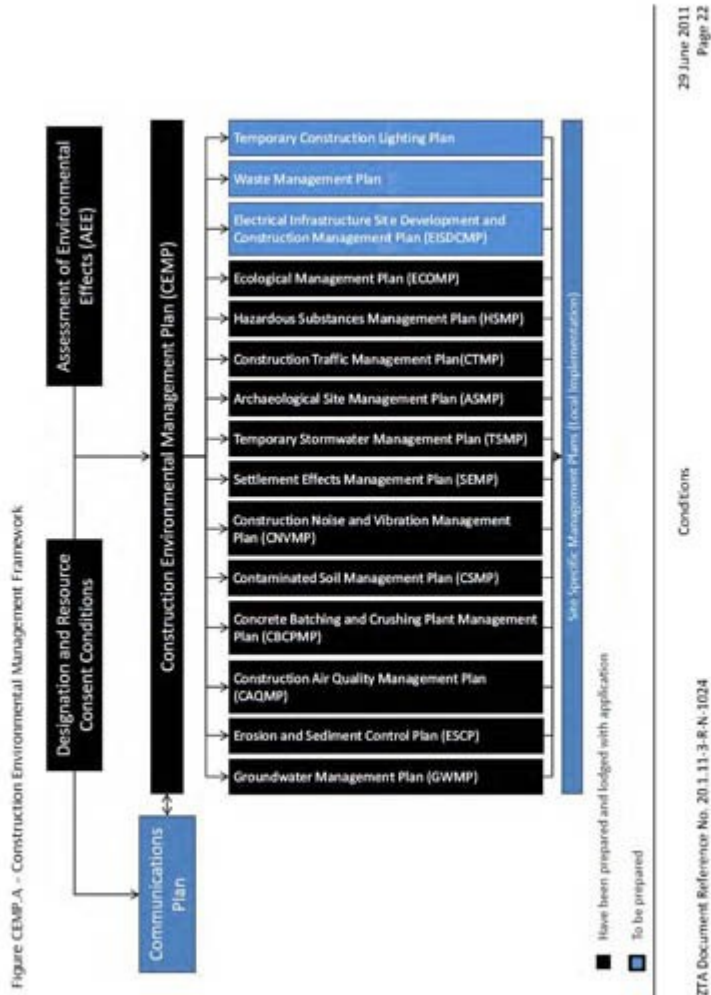 Figure CEMP.A - Construction Environmental Management Framework
Designation and Resource
Consent Conditions
Assessment of Environmental
Effects (AEE)
Communications
Plan
Construction Environmental Management Plan (CEMP)
Groundwater Management Plan (GWMP)
Erosion and Sediment Control Plan (ESCP)
Construction Air Quality Management Plan
(CAQMP)
Concrete Batching and Crushing Plant Management
Plan (CBCPMP)
Contaminated Soil Management Plan (CSMP)
Construction Noise and Vibration Management
Plan (CNVMP)
Settlement Effects Management Plan (SEMP)
Temporary Stormwater Management Plan (TSMP)
Archaeological Site Management Plan (ASMP)
Construction Traffic Management Plan(CTMP)
Hazardous Substances Management Plan (HSMP)
Ecological Management Plan (ECOMP)
Electrical Infrastructure Site Development and
Construction Management Plan (EISDCMP)
Waste Management Plan
Temporary Construction Lighting Plan
Site Specific Management Plans (Local Implementation)
Have been prepared and lodged with application
To be prepared
ZTA Document Reference No. 20.1.11-3-R-N-1024
Conditions
29 June 2011
Page 22